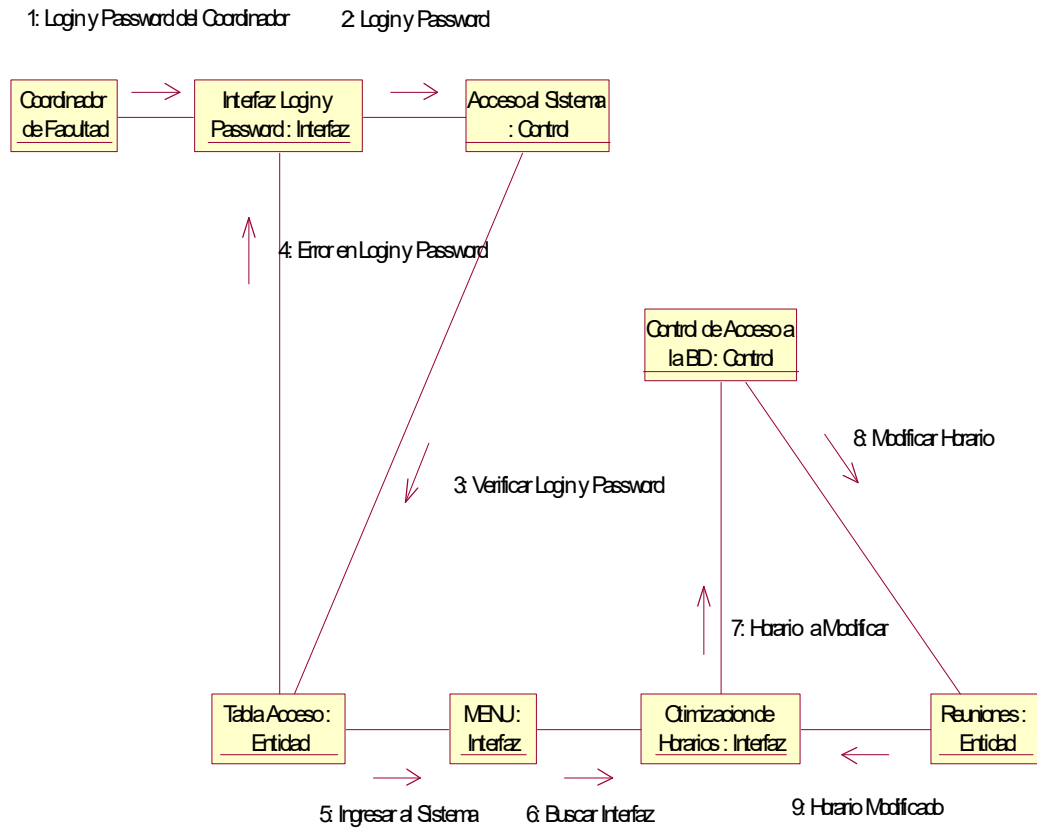 1: Login y Password del Coordinador
2: Login y Password
Coordinador
de Facultad
Interfaz Login y
Password : Interfaz
Acceso al Sistema
: Control
4: Error en Login y Password
Control de Acceso a
la BD : Control
8: Modificar Horario
3: Verificar Login y Password
7: Horario a Modificar
Tabla Acceso :
Entidad
MENU :
Interfaz
Otimizacion de
Horarios : Interfaz
Reuniones :
Entidad
5: Ingresar al Sistema
6: Buscar Interfaz
9: Horario Modificado